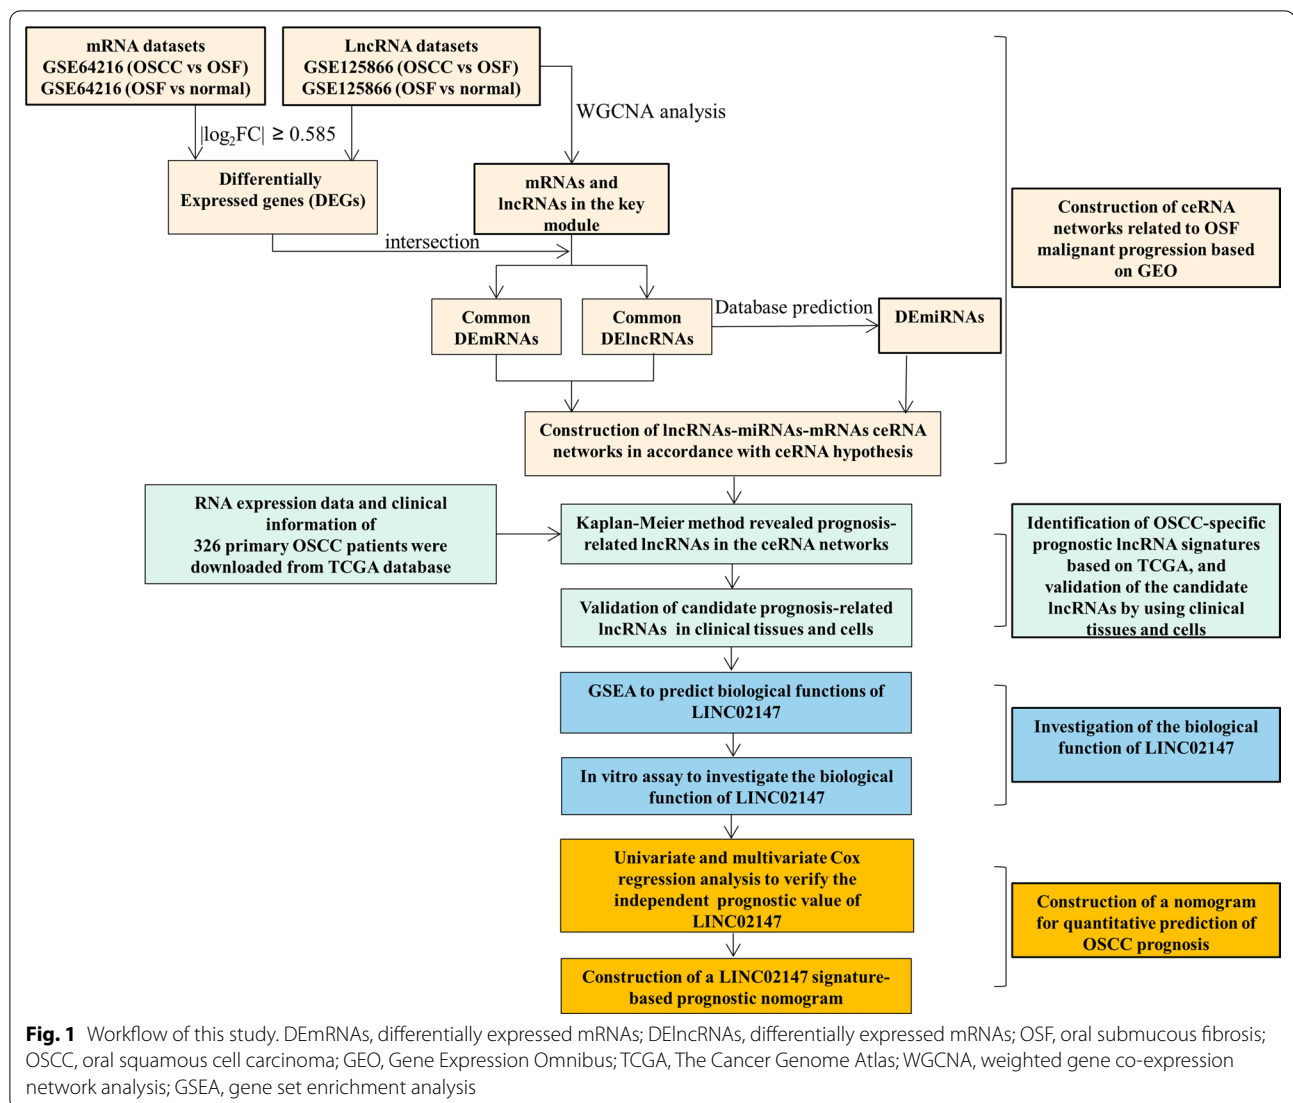 mRNA datasets
GSE64216 (OSCC vs OSF)
GSE64216 (OSF vs normal)
LncRNA datasets
GSE125866 (OSCC vs OSF)
GSE125866 (OSF vs normal)
|log₂FC| ≥ 0.585
WGCNA analysis
Differentially
Expressed genes (DEGs)
mRNAs and
lncRNAs in the key
module
intersection
Common
DEmRNAs
Common
DElncRNAs
Database prediction
DEmiRNAs
Construction of ceRNA
networks related to OSF
malignant progression based
on GEO
Construction of lncRNAs-miRNAs-mRNAs ceRNA
networks in accordance with ceRNA hypothesis
RNA expression data and clinical
information of
326 primary OSCC patients were
downloaded from TCGA database
Kaplan-Meier method revealed prognosis-
related lncRNAs in the ceRNA networks
Validation of candidate prognosis-related
lncRNAs in clinical tissues and cells
Identification of OSCC-specific
prognostic lncRNA signatures
based on TCGA, and
validation of the candidate
lncRNAs by using clinical
tissues and cells
GSEA to predict biological functions of
LINC02147
In vitro assay to investigate the biological
function of LINC02147
Investigation of the biological
function of LINC02147
Univariate and multivariate Cox
regression analysis to verify the
independent prognostic value of
LINC02147
Construction of a LINC02147 signature-
based prognostic nomogram
Construction of a nomogram
for quantitative prediction of
OSCC prognosis
Fig. 1 Workflow of this study. DEmRNAs, differentially expressed mRNAs; DElncRNAs, differentially expressed mRNAs; OSF, oral submucous fibrosis;
OSCC, oral squamous cell carcinoma; GEO, Gene Expression Omnibus; TCGA, The Cancer Genome Atlas; WGCNA, weighted gene co-expression
network analysis; GSEA, gene set enrichment analysis